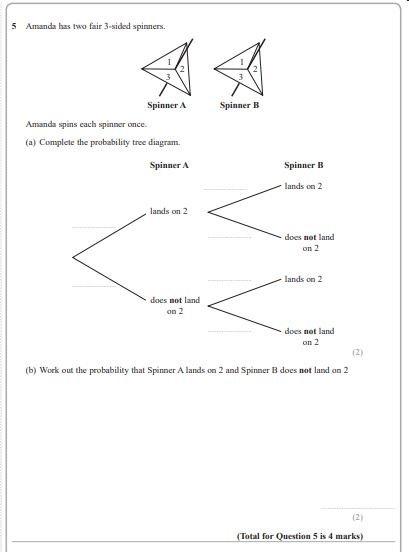 5 Amanda has two fair 3-sided spinners.
1 2 3
1 2 3
Spinner A Spinner B
Amanda spins each spinner once.
(a) Complete the probability tree diagram.
Spinner A Spinner B
lands on 2
lands on 2
does not land
on 2
lands on 2
does not land
on 2
does not land
on 2
(2)
(b) Work out the probability that Spinner A lands on 2 and Spinner B does not land on 2
(2)
(Total for Question 5 is 4 marks)